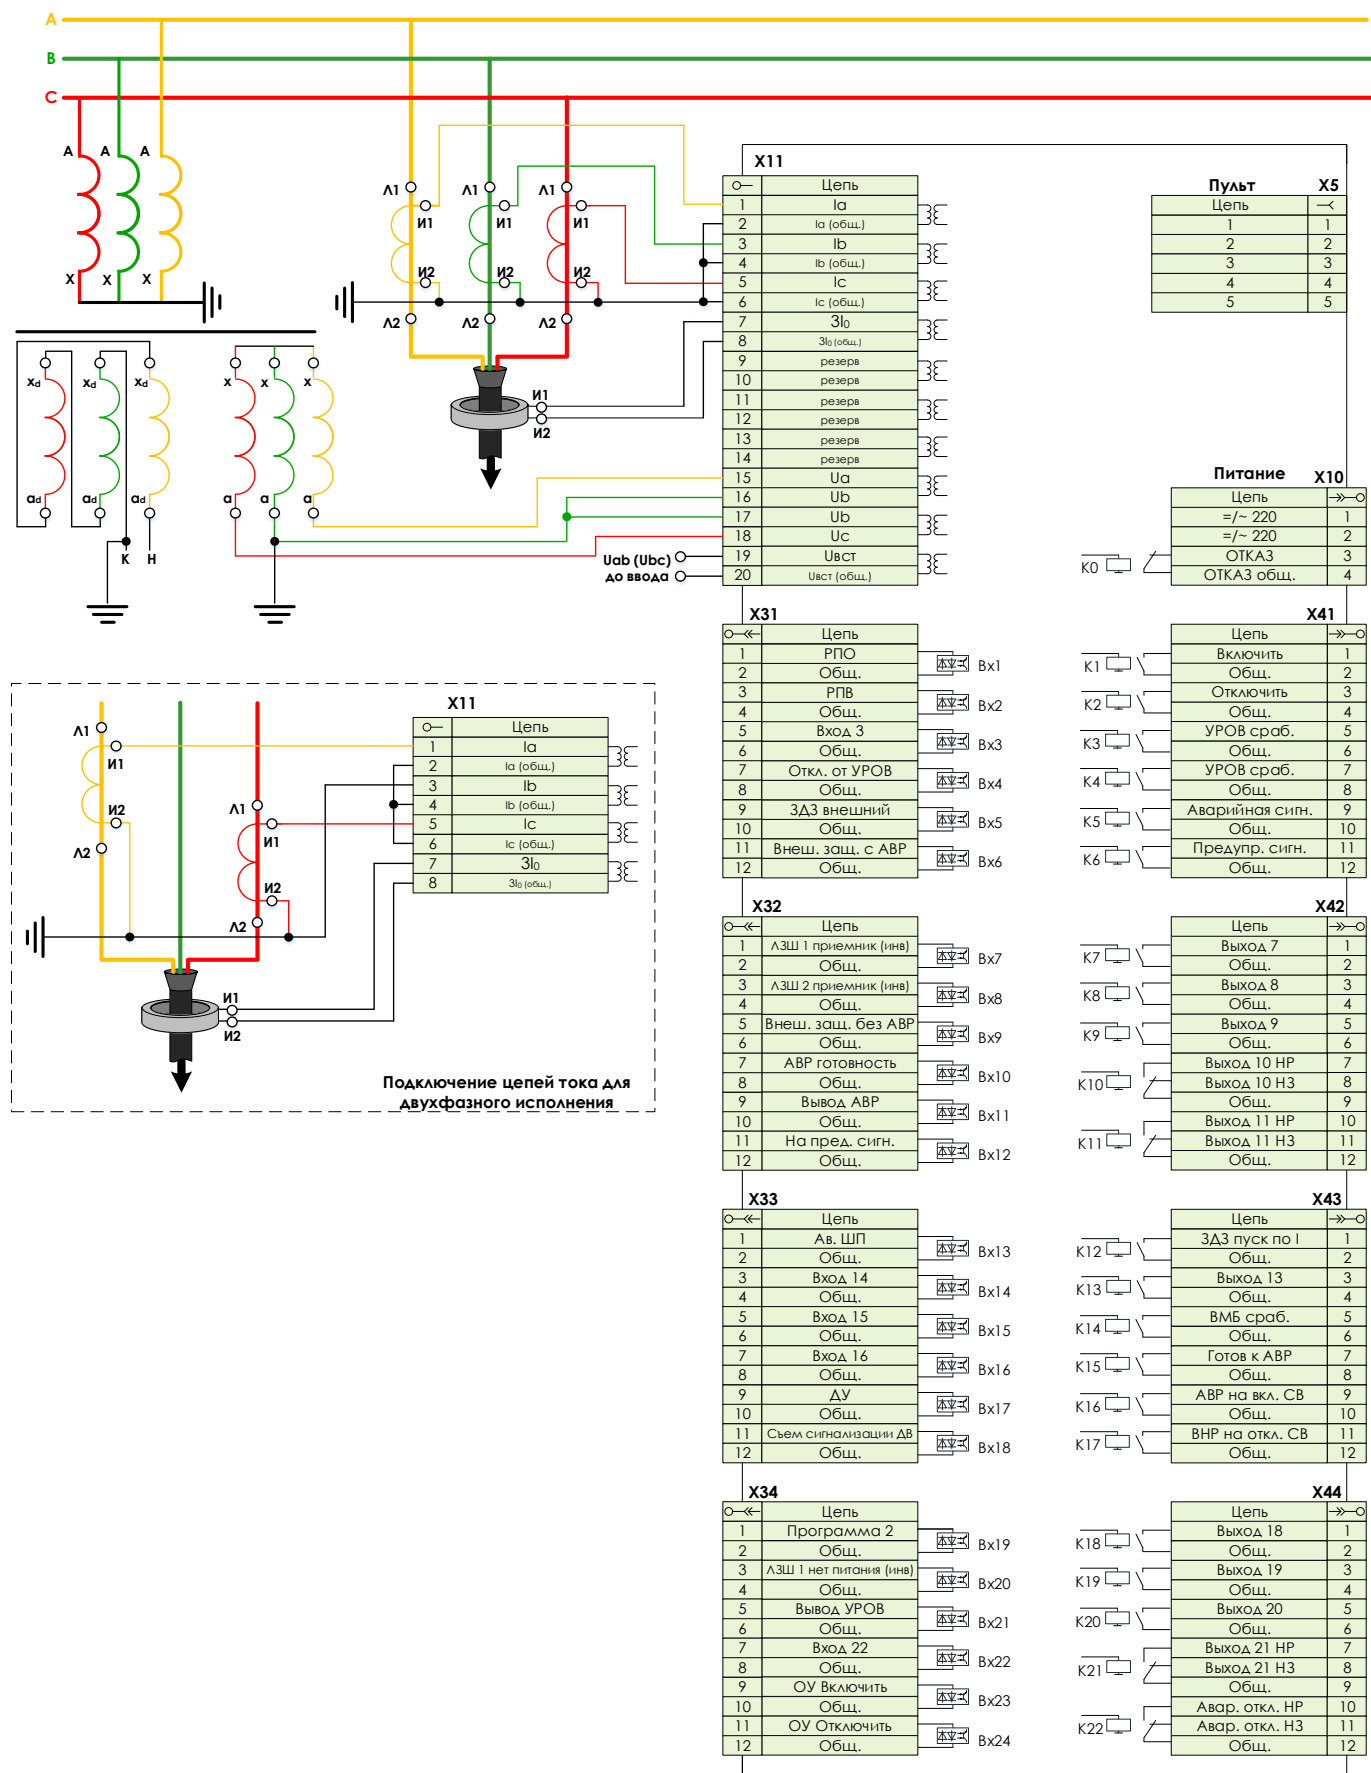 A
B
C
A A A
X X X
Л1 Л1 Л1
И1 И1 И1
И2 И2 И2
Л2 Л2 Л2
И1
И2
xd xd xd
ad ad ad
К Н
x x x
a a a
Uab (Ubc)
до ввода
X11
Цепь
1 Ia
2 Ia (общ.)
3 Ib
4 Ib (общ.)
5 Ic
6 Ic (общ.)
7 3I0
8 3I0 (общ.)
9 резерв
10 резерв
11 резерв
12 резерв
13 резерв
14 резерв
15 Ua
16 Ub
17 Ub
18 Uc
19 Uвст
20 Uвст (общ.)
Пульт X5
Цепь
1 1
2 2
3 3
4 4
5 5
Питание X10
Цепь
=/~ 220 1
=/~ 220 2
ОТКАЗ 3
ОТКАЗ общ. 4
K0
X31
Цепь
1 РПО
2 Общ.
3 РПВ
4 Общ.
5 Вход 3
6 Общ.
7 Откл. от УРОВ
8 Общ.
9 ЗДЗ внешний
10 Общ.
11 Внеш. защ. с АВР
12 Общ.
Вх1
Вх2
Вх3
Вх4
Вх5
Вх6
X41
Цепь
Включить 1
Общ. 2
Отключить 3
Общ. 4
УРОВ сраб. 5
Общ. 6
УРОВ сраб. 7
Общ. 8
Аварийная сигн. 9
Общ. 10
Предупр. сигн. 11
Общ. 12
K1
K2
K3
K4
K5
K6
X11
Цепь
1 Ia
2 Ia (общ.)
3 Ib
4 Ib (общ.)
5 Ic
6 Ic (общ.)
7 3I0
8 3I0 (общ.)
Л1
И1
И2
Л2
Л1
И1
И2
Л2
И1
И2
Подключение цепей тока для
двухфазного исполнения
X32
Цепь
1 ЛЗШ 1 приемник (инв)
2 Общ.
3 ЛЗШ 2 приемник (инв)
4 Общ.
5 Внеш. защ. без АВР
6 Общ.
7 АВР готовность
8 Общ.
9 Вывод АВР
10 Общ.
11 На пред. сигн.
12 Общ.
Вх7
Вх8
Вх9
Вх10
Вх11
Вх12
X42
Цепь
Выход 7 1
Общ. 2
Выход 8 3
Общ. 4
Выход 9 5
Общ. 6
Выход 10 НР 7
Выход 10 НЗ 8
Общ. 9
Выход 11 НР 10
Выход 11 НЗ 11
Общ. 12
K7
K8
K9
K10
K11
X33
Цепь
1 Ав. ШП
2 Общ.
3 Вход 14
4 Общ.
5 Вход 15
6 Общ.
7 Вход 16
8 Общ.
9 ДУ
10 Общ.
11 Съем сигнализации ДВ
12 Общ.
Вх13
Вх14
Вх15
Вх16
Вх17
Вх18
X43
Цепь
ЗДЗ пуск по I 1
Общ. 2
Выход 13 3
Общ. 4
ВМБ сраб. 5
Общ. 6
Готов к АВР 7
Общ. 8
АВР на вкл. СВ 9
Общ. 10
ВНР на откл. СВ 11
Общ. 12
K12
K13
K14
K15
K16
K17
X34
Цепь
1 Программа 2
2 Общ.
3 ЛЗШ 1 нет питания (инв)
4 Общ.
5 Вывод УРОВ
6 Общ.
7 Вход 22
8 Общ.
9 ОУ Включить
10 Общ.
11 ОУ Отключить
12 Общ.
Вх19
Вх20
Вх21
Вх22
Вх23
Вх24
X44
Цепь
Выход 18 1
Общ. 2
Выход 19 3
Общ. 4
Выход 20 5
Общ. 6
Выход 21 НР 7
Выход 21 НЗ 8
Общ. 9
Авар. откл. НР 10
Авар. откл. НЗ 11
Общ. 12
K18
K19
K20
K21
K22